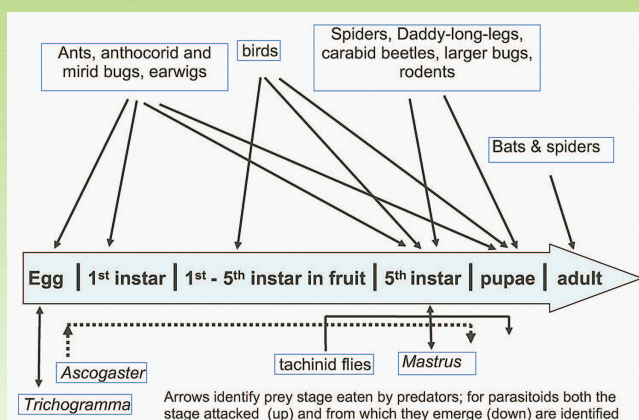 Ants, anthocorid and
mirid bugs, earwigs
birds
Spiders, Daddy-long-legs,
carabid beetles, larger bugs,
rodents
Bats & spiders
Egg | 1st instar | 1st - 5th instar in fruit | 5th instar | pupae | adult
Ascogaster
tachinid flies
Mastrus
Trichogramma
Arrows identify prey stage eaten by predators; for parasitoids both the
stage attacked (up) and from which they emerge (down) are identified